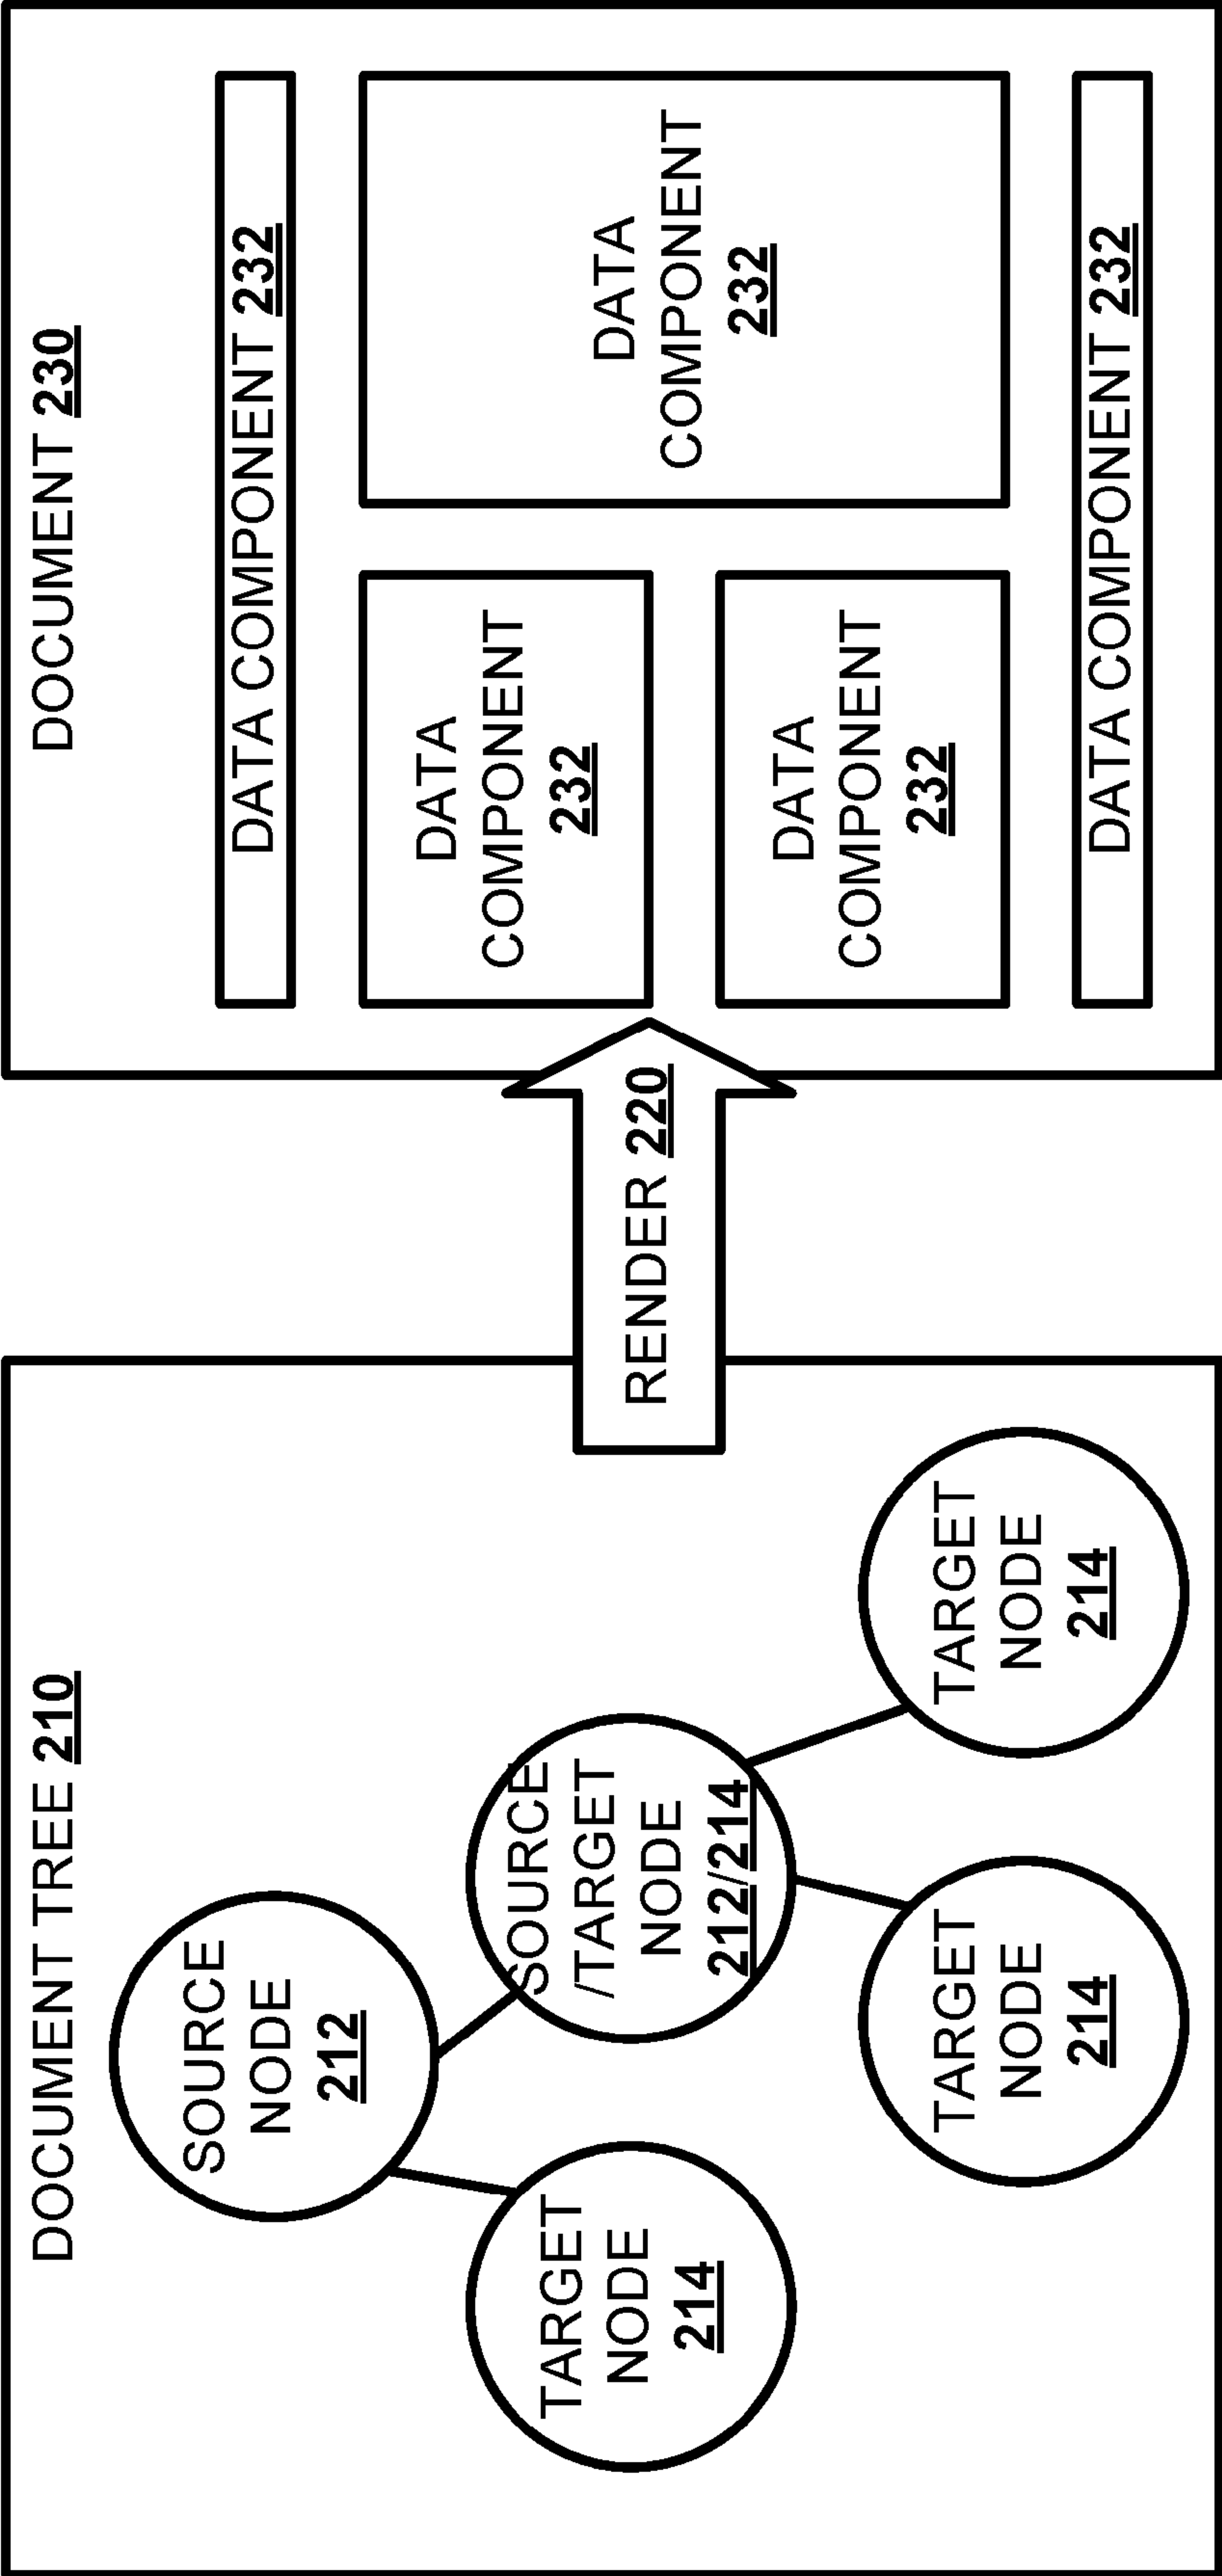 DOCUMENT TREE 210
SOURCE
NODE
212
TARGET
NODE
214
SOURCE
/TARGET
NODE
212/214
TARGET
NODE
214
TARGET
NODE
214
RENDER 220
DOCUMENT 230
DATA COMPONENT 232
DATA
COMPONENT
232
DATA
COMPONENT
232
DATA
COMPONENT
232
DATA COMPONENT 232